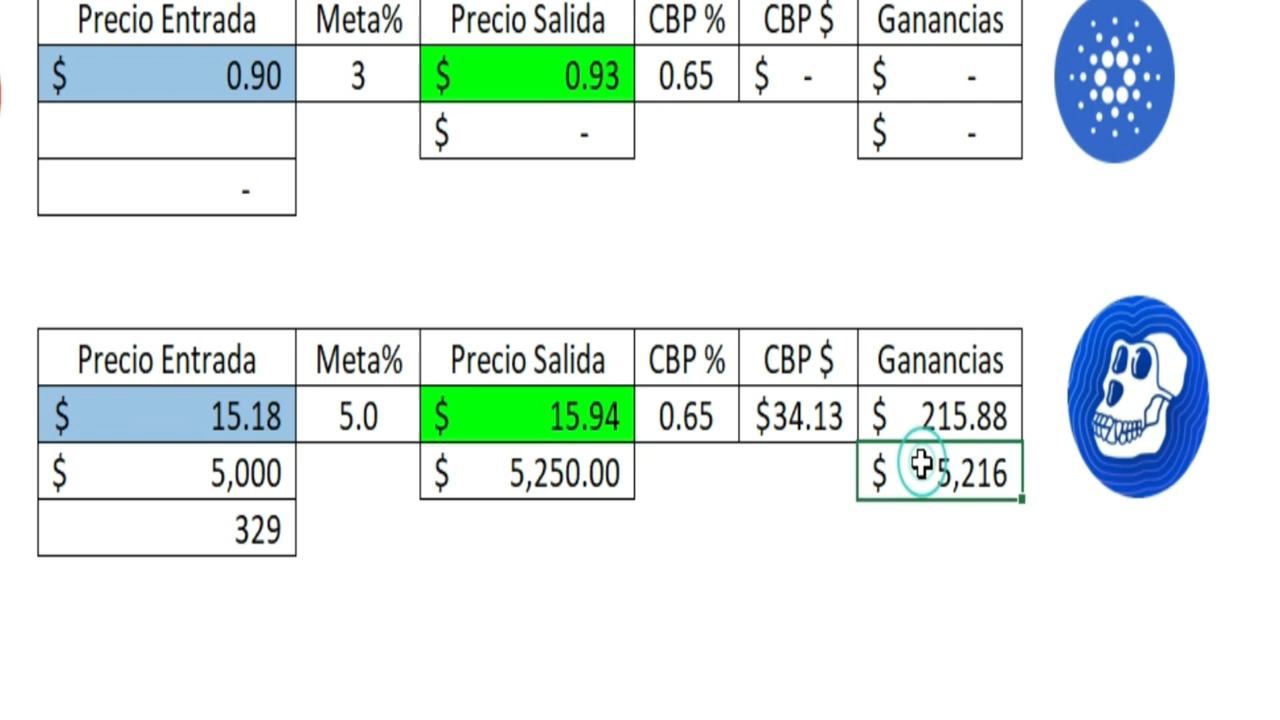 Precio Entrada Meta% Precio Salida CBP % CBP $ Ganancias
$ 0.90 3 $ 0.93 0.65 $ - $ -
$ - $ -
-
Precio Entrada Meta% Precio Salida CBP % CBP $ Ganancias
$ 15.18 5.0 $ 15.94 0.65 $34.13 $ 215.88
$ 5,000 $ 5,250.00 $ 5,216
329